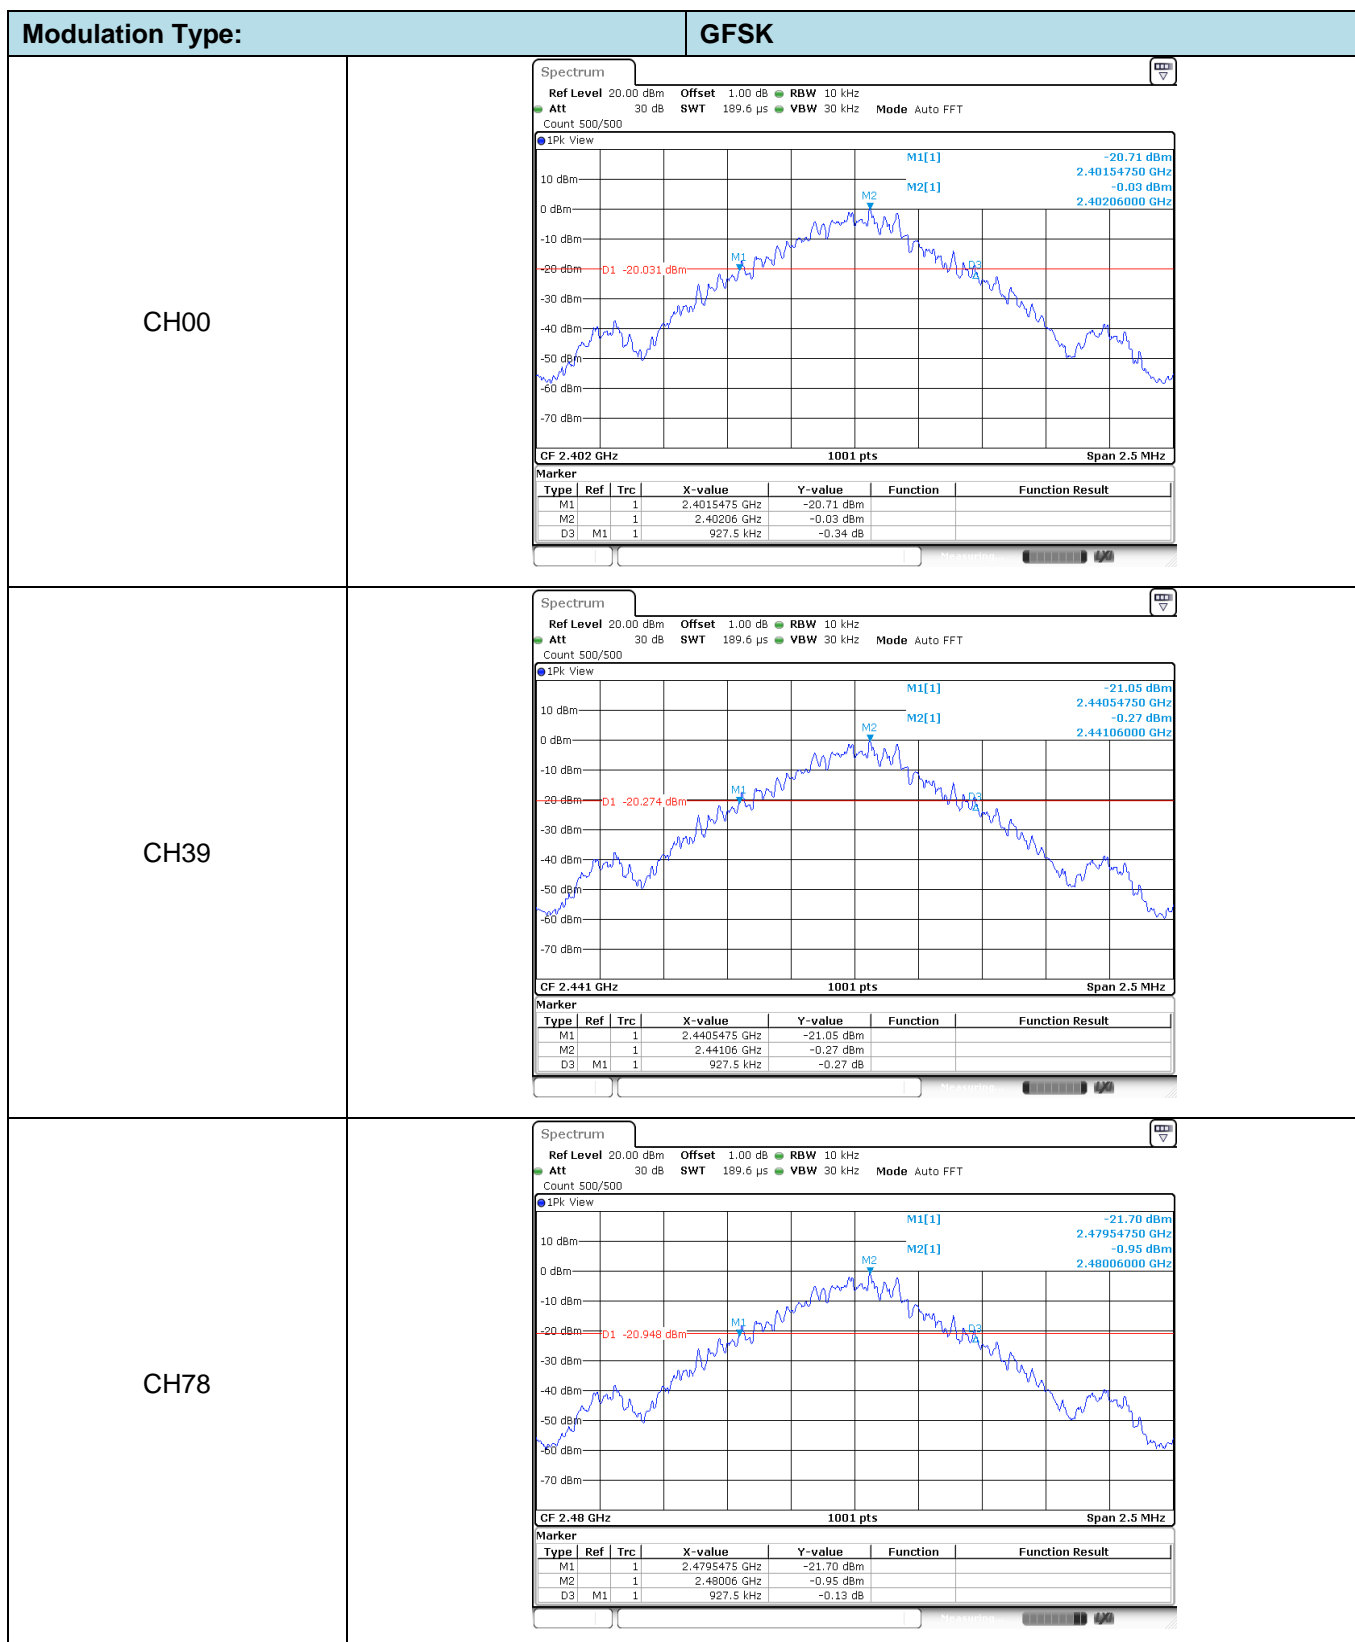 Modulation Type: GFSK
CH00
Spectrum
Ref Level 20.00 dBm Offset 1.00 dB RBW 10 kHz
Att 30 dB SWT 189.6 µs VBW 30 kHz Mode Auto FFT
Count 500/500
1Pk View
M1[1] -20.71 dBm
2.40154750 GHz
10 dBm
M2[1] -0.03 dBm
M2
2.40206000 GHz
0 dBm
-10 dBm
M1
D3
-20 dBm
D1 -20.031 dBm
-30 dBm
-40 dBm
-50 dBm
-60 dBm
-70 dBm
CF 2.402 GHz 1001 pts Span 2.5 MHz
Marker
Type Ref Trc X-value Y-value Function Function Result
M1 1 2.4015475 GHz -20.71 dBm
M2 1 2.40206 GHz -0.03 dBm
D3 M1 1 927.5 kHz -0.34 dB
Measuring...
CH39
Spectrum
Ref Level 20.00 dBm Offset 1.00 dB RBW 10 kHz
Att 30 dB SWT 189.6 µs VBW 30 kHz Mode Auto FFT
Count 500/500
1Pk View
M1[1] -21.05 dBm
2.44054750 GHz
10 dBm
M2[1] -0.27 dBm
M2
2.44106000 GHz
0 dBm
-10 dBm
M1
D3
-20 dBm
D1 -20.274 dBm
-30 dBm
-40 dBm
-50 dBm
-60 dBm
-70 dBm
CF 2.441 GHz 1001 pts Span 2.5 MHz
Marker
Type Ref Trc X-value Y-value Function Function Result
M1 1 2.4405475 GHz -21.05 dBm
M2 1 2.44106 GHz -0.27 dBm
D3 M1 1 927.5 kHz -0.27 dB
Measuring...
CH78
Spectrum
Ref Level 20.00 dBm Offset 1.00 dB RBW 10 kHz
Att 30 dB SWT 189.6 µs VBW 30 kHz Mode Auto FFT
Count 500/500
1Pk View
M1[1] -21.70 dBm
2.47954750 GHz
10 dBm
M2[1] -0.95 dBm
M2
2.48006000 GHz
0 dBm
-10 dBm
M1
D3
-20 dBm
D1 -20.948 dBm
-30 dBm
-40 dBm
-50 dBm
-60 dBm
-70 dBm
CF 2.48 GHz 1001 pts Span 2.5 MHz
Marker
Type Ref Trc X-value Y-value Function Function Result
M1 1 2.4795475 GHz -21.70 dBm
M2 1 2.48006 GHz -0.95 dBm
D3 M1 1 927.5 kHz -0.13 dB
Measuring...